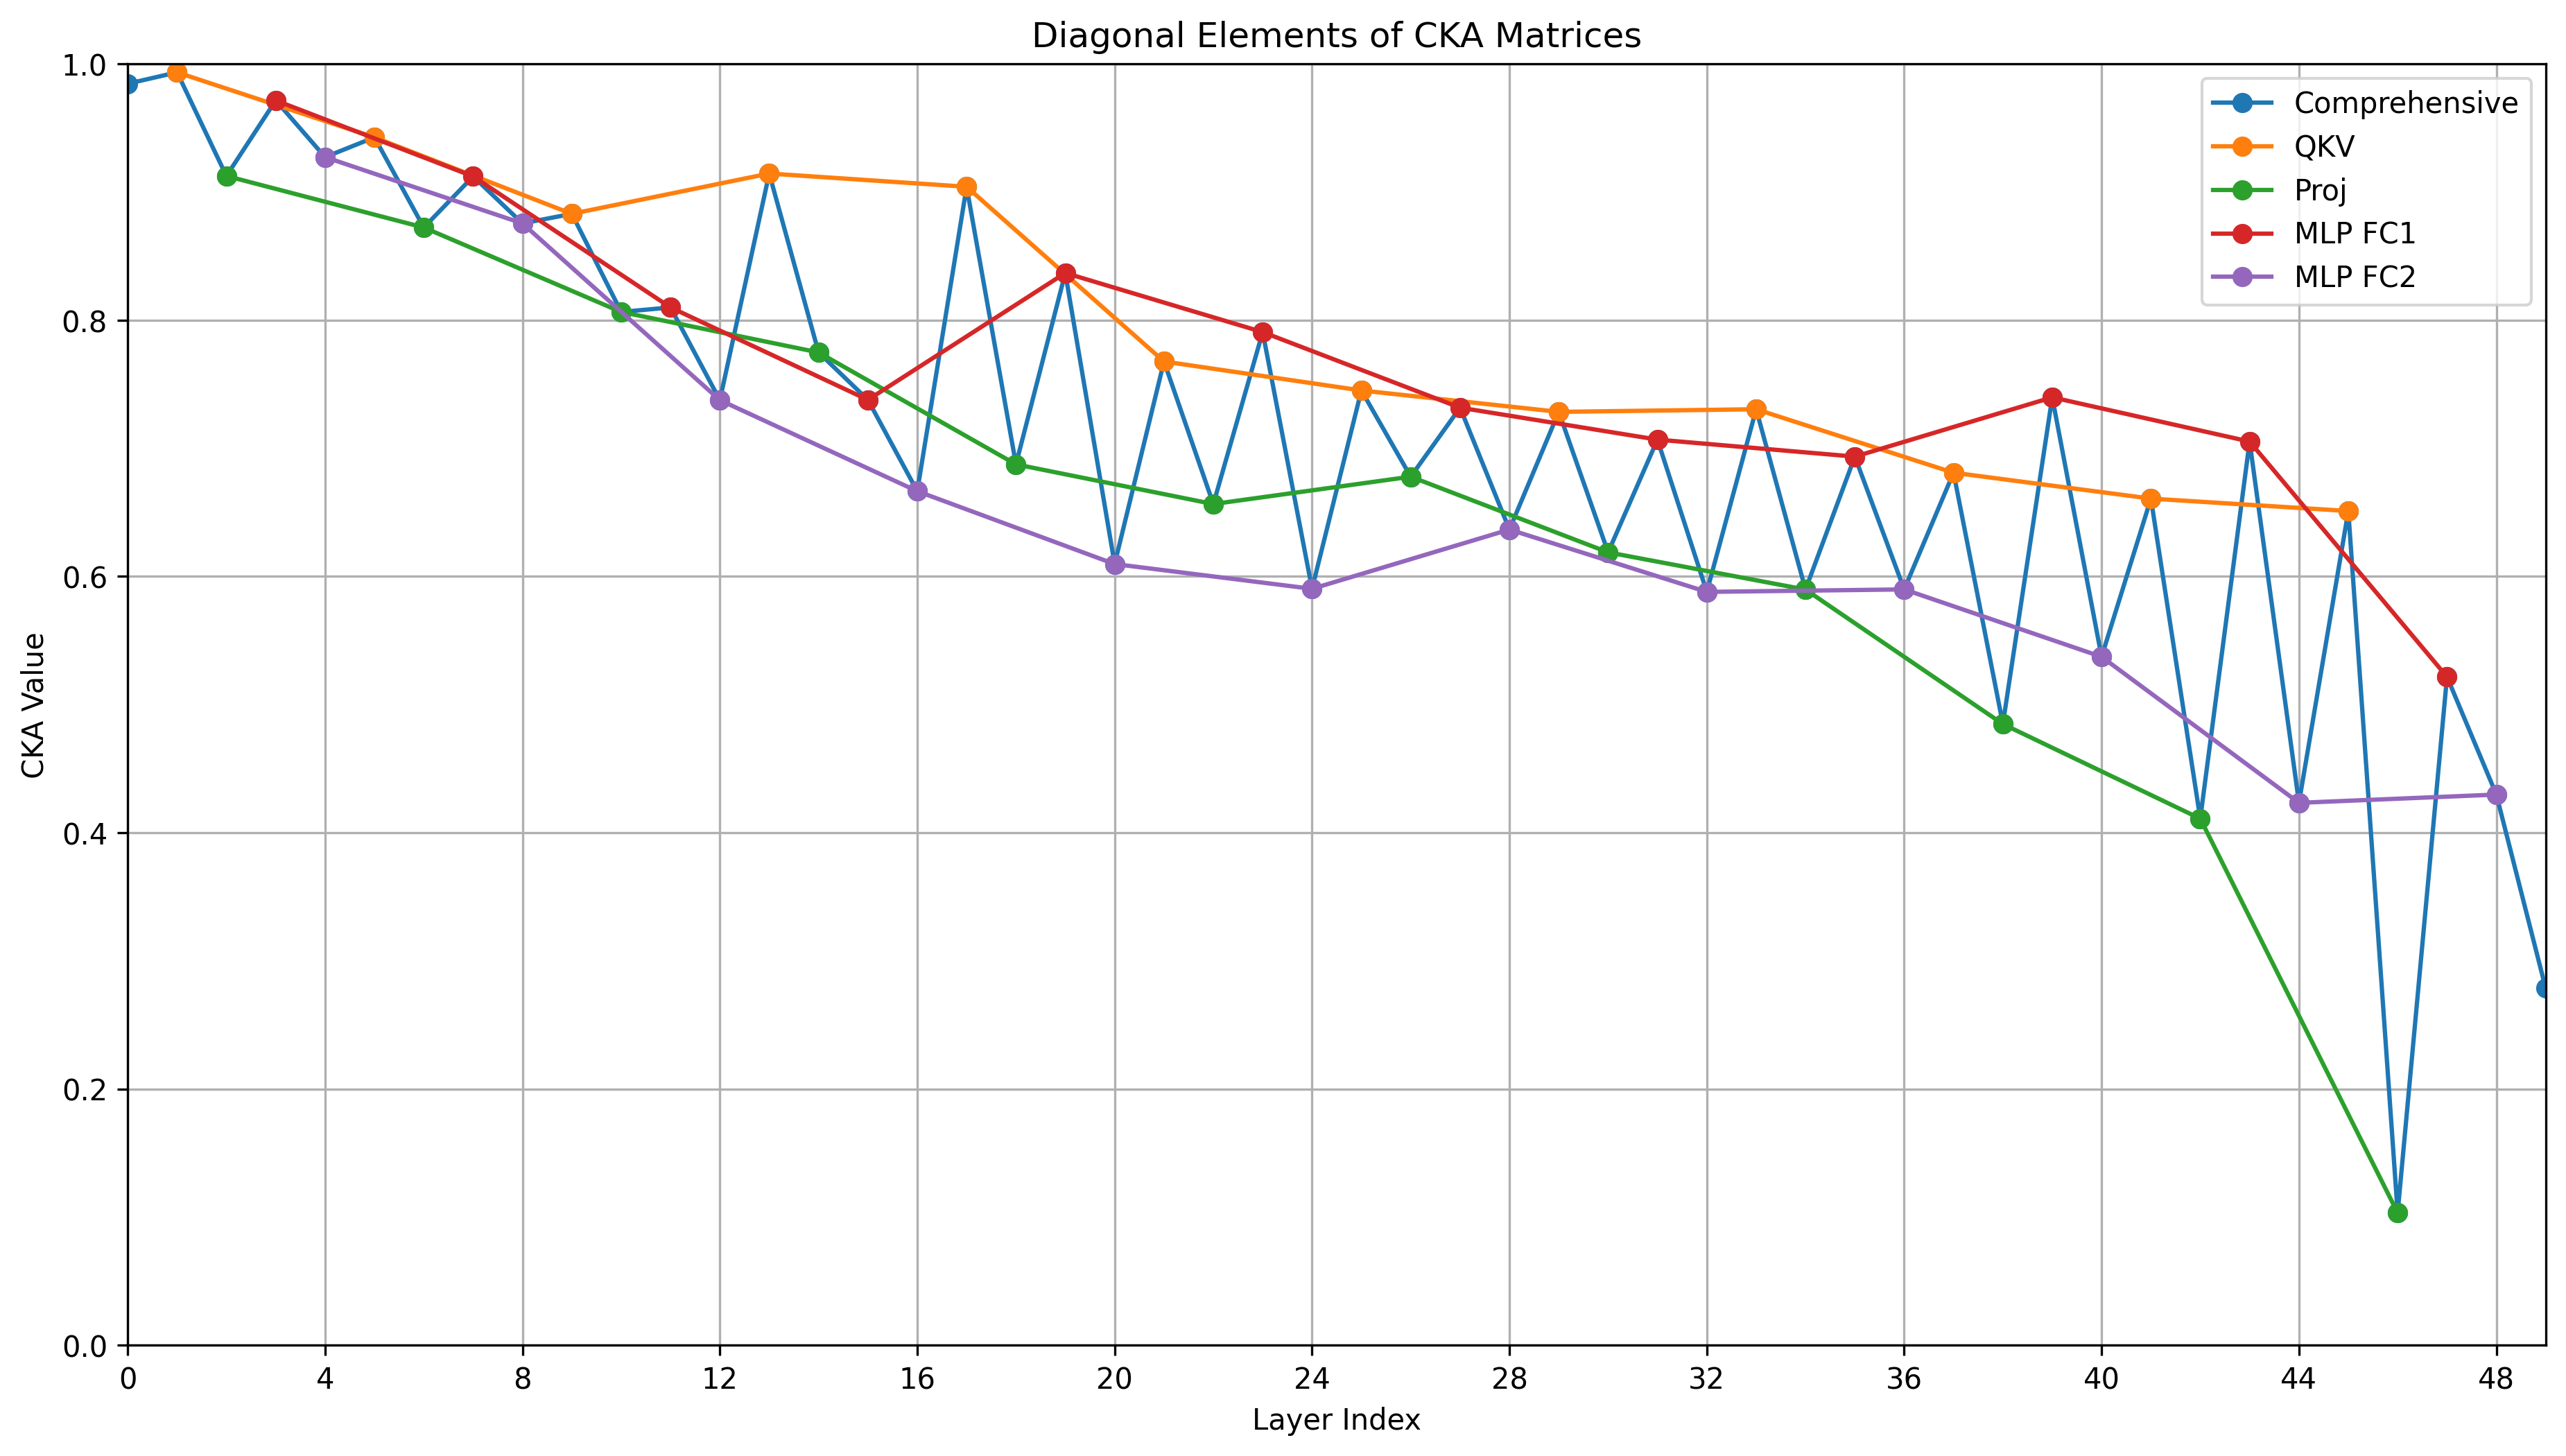 Diagonal Elements of CKA Matrices
1.0
0.8
0.6
0.4
0.2
0.0
CKA Value
Comprehensive
QKV
Proj
MLP FC1
MLP FC2
0 4 8 12 16 20 24 28 32 36 40 44 48
Layer Index